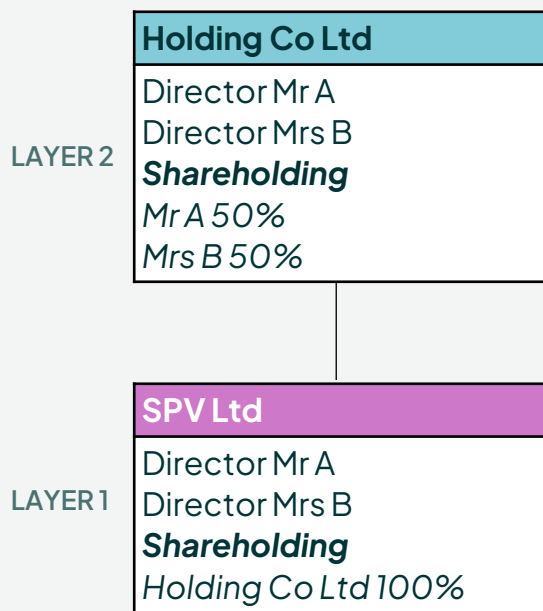 Holding Co Ltd
LAYER 2
Director Mr A
Director Mrs B
Shareholding
Mr A 50%
Mrs B 50%
SPV Ltd
LAYER 1
Director Mr A
Director Mrs B
Shareholding
Holding Co Ltd 100%